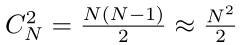 $C_N^2 = \frac{N(N-1)}{2} \approx \frac{N^2}{2}$